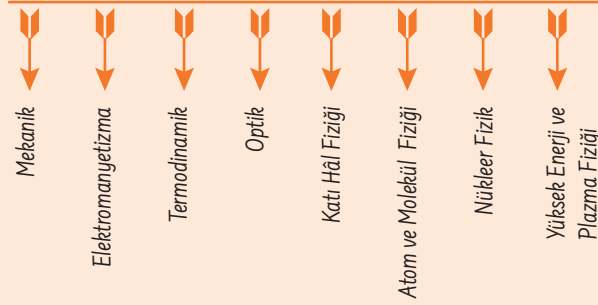 Mekanik
Elektromanyetizma
Termodinamik
Optik
Katı Hâl Fiziği
Atom ve Molekül Fiziği
Nükleer Fizik
Yüksek Enerji ve
Plazma Fiziği